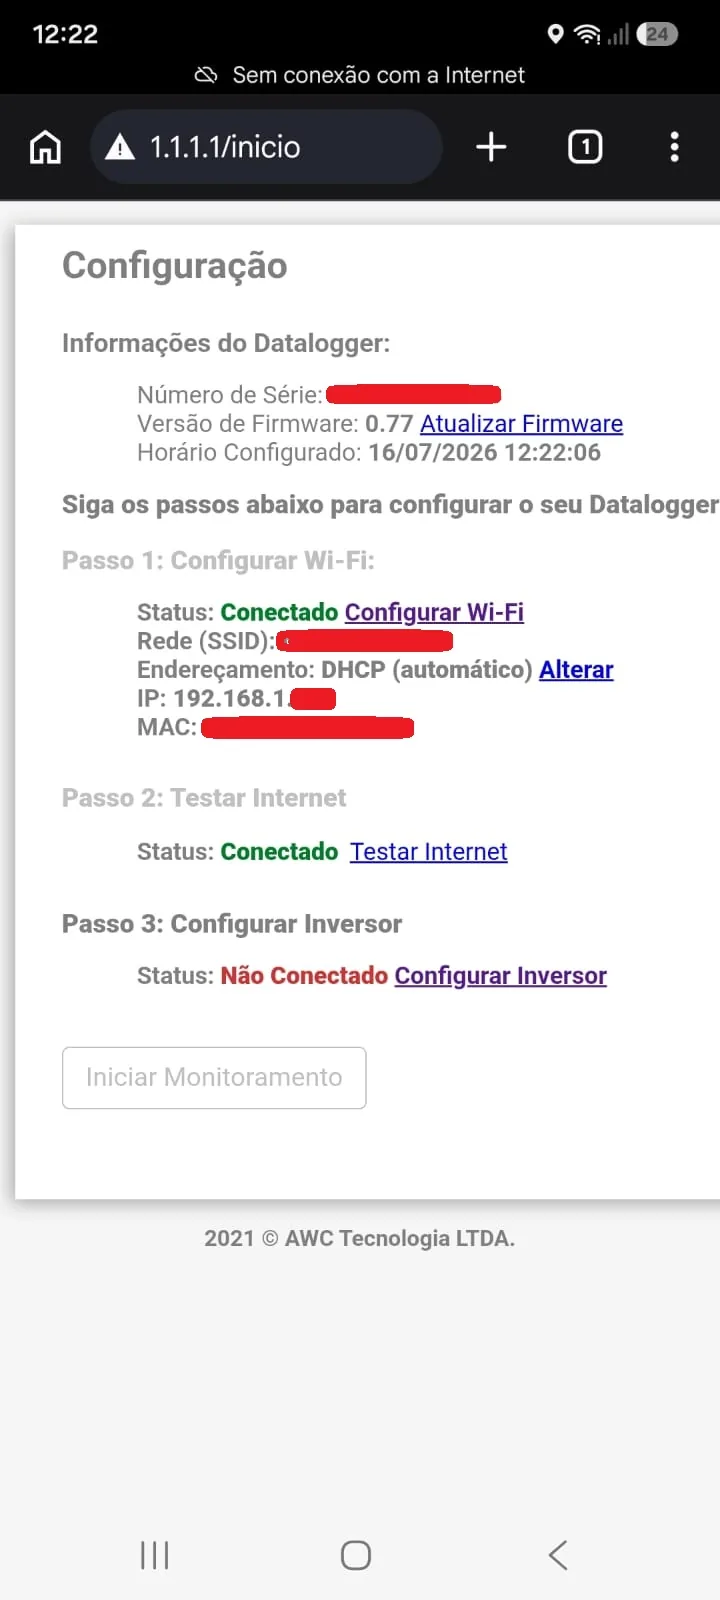 12:22
24
Sem conexão com a Internet
1.1.1.1/inicio
1
Configuração
Informações do Datalogger:
Número de Série:
Versão de Firmware: 0.77 Atualizar Firmware
Horário Configurado: 16/07/2026 12:22:06
Siga os passos abaixo para configurar o seu Datalogger
Passo 1: Configurar Wi-Fi:
Status: Conectado Configurar Wi-Fi
Rede (SSID):
Endereçamento: DHCP (automático) Alterar
IP: 192.168.1.
MAC:
Passo 2: Testar Internet
Status: Conectado Testar Internet
Passo 3: Configurar Inversor
Status: Não Conectado Configurar Inversor
Iniciar Monitoramento
2021 © AWC Tecnologia LTDA.